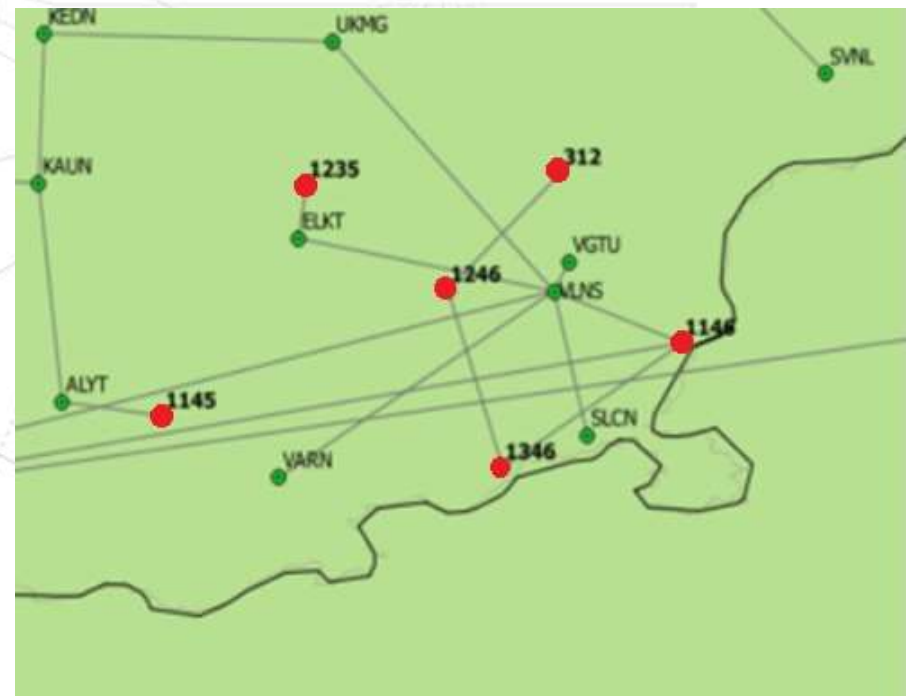 KEDN
UKMG
SVNL
312
KAUN
1235
ELKT
VGTU
1246
VLNS
1146
ALYT
1145
SLCN
1346
VARN